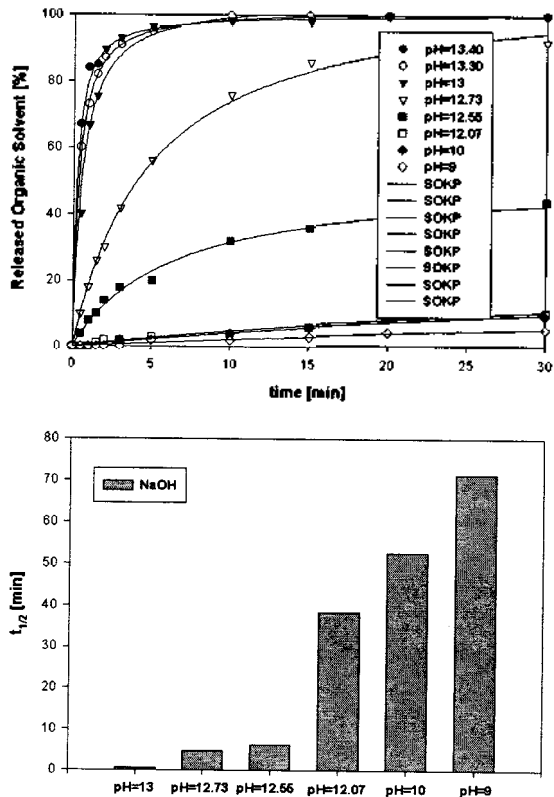 Released Organic Solvent [%]
100
80
60
40
20
0
pH=13.40
pH=13.30
pH=13
pH=12.73
pH=12.55
pH=12.07
pH=10
pH=9
SOKP
SOKP
SOKP
SOKP
SOKP
SOKP
SOKP
SOKP
0 5 10 15 20 25 30
time [min]
t1/2 [min]
80
70
60
50
40
30
20
10
0
NaOH
pH=13 pH=12.73 pH=12.55 pH=12.07 pH=10 pH=9